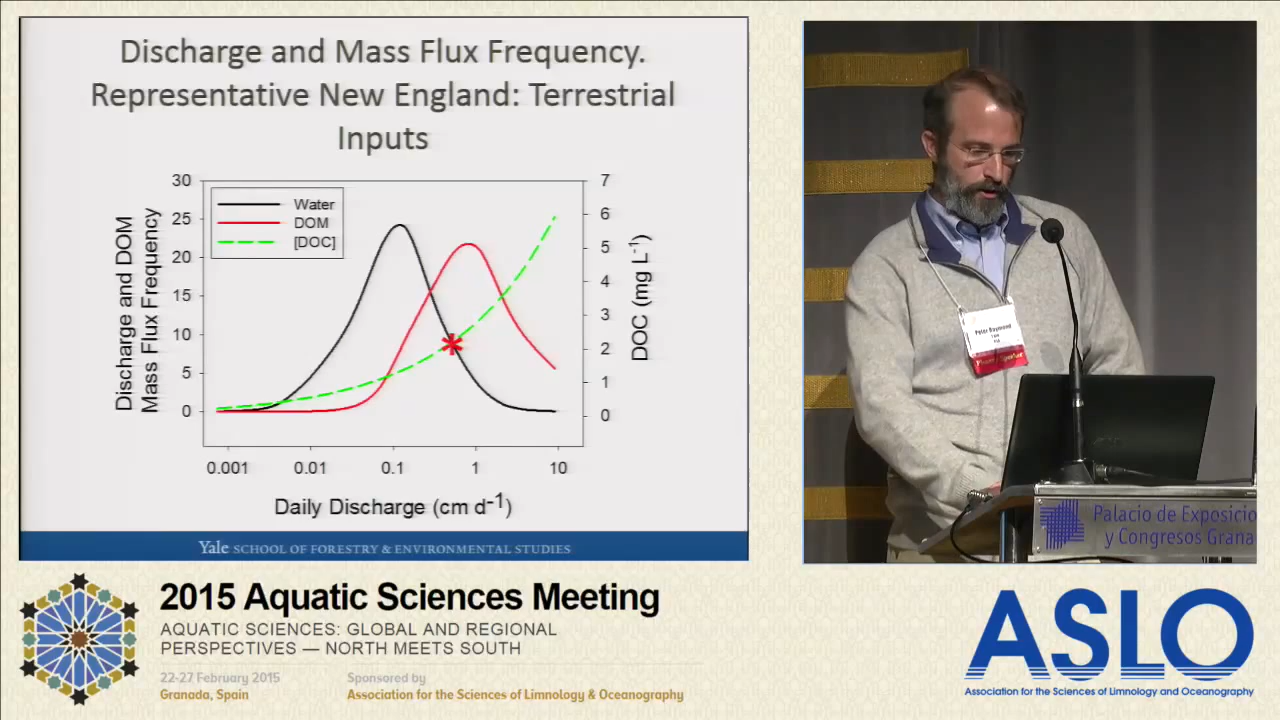 Discharge and Mass Flux Frequency.
Representative New England: Terrestrial
Inputs
30
25
20
15
10
5
0
Discharge and DOM
Mass Flux Frequency
Water
DOM
[DOC]
7
6
5
4
3
2
1
0
DOC (mg L-1)
0.001 0.01 0.1 1 10
Daily Discharge (cm d-1)
Yale SCHOOL OF FORESTRY & ENVIRONMENTAL STUDIES
Peter Raymond
Palacio de Exposicio
y Congresos Grana
2015 Aquatic Sciences Meeting
AQUATIC SCIENCES: GLOBAL AND REGIONAL
PERSPECTIVES — NORTH MEETS SOUTH
22-27 February 2015
Granada, Spain
Sponsored by
Association for the Sciences of Limnology & Oceanography
ASLO
Association for the Sciences of Limnology and Oceanography